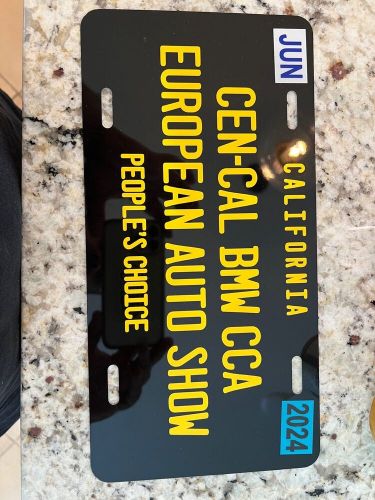 JUN
CALIFORNIA
2024
CEN-CAL BMW CCA
EUROPEAN AUTO SHOW
PEOPLE'S CHOICE